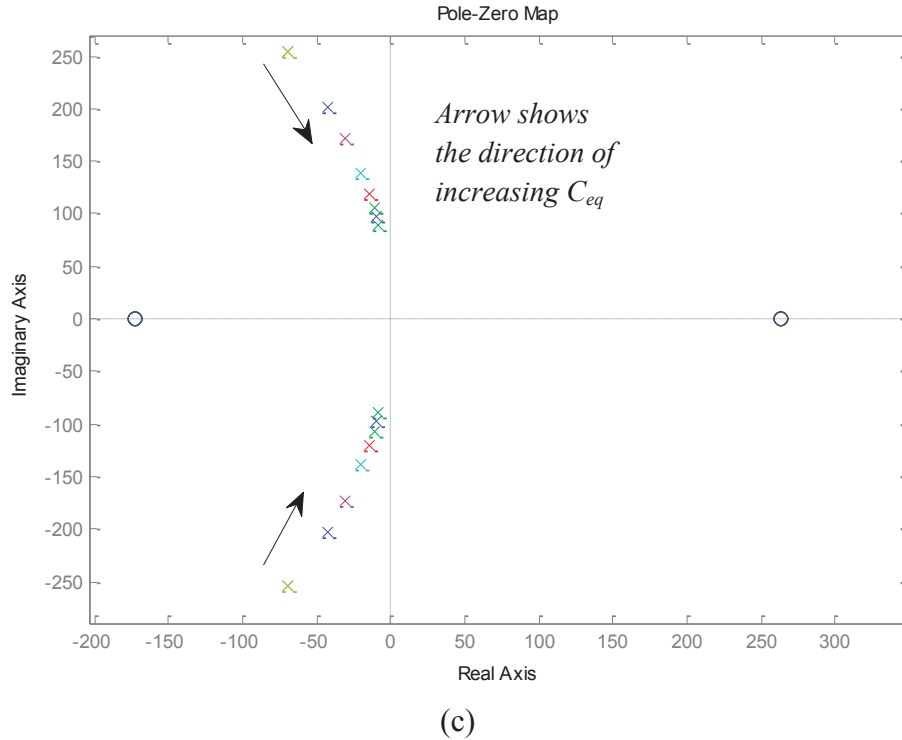 Pole-Zero Map
250
200
150
100
50
0
-50
-100
-150
-200
-250
Imaginary Axis
Arrow shows
the direction of
increasing C_eq
-200 -150 -100 -50 0 50 100 150 200 250 300
Real Axis
(c)